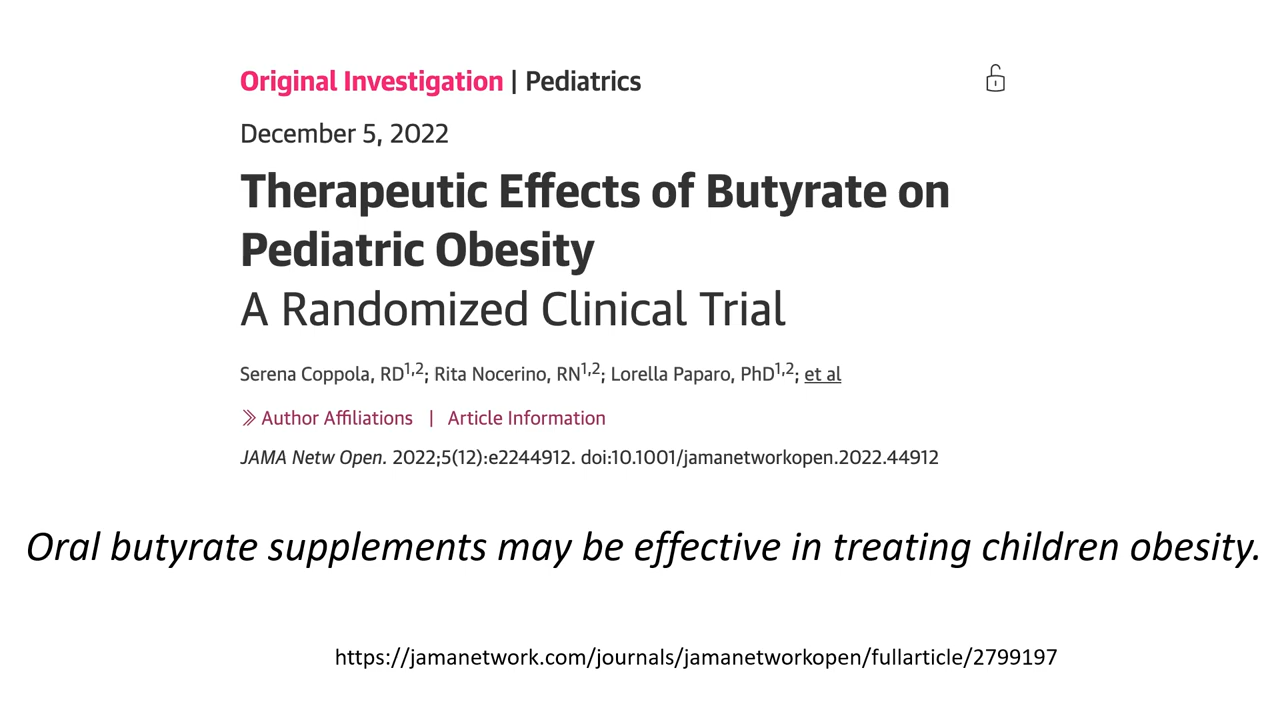 Original Investigation | Pediatrics
December 5, 2022
Therapeutic Effects of Butyrate on
Pediatric Obesity
A Randomized Clinical Trial
Serena Coppola, RD1,2; Rita Nocerino, RN1,2; Lorella Paparo, PhD1,2; et al
Author Affiliations | Article Information
JAMA Netw Open. 2022;5(12):e2244912. doi:10.1001/jamanetworkopen.2022.44912
Oral butyrate supplements may be effective in treating children obesity.
https://jamanetwork.com/journals/jamanetworkopen/fullarticle/2799197